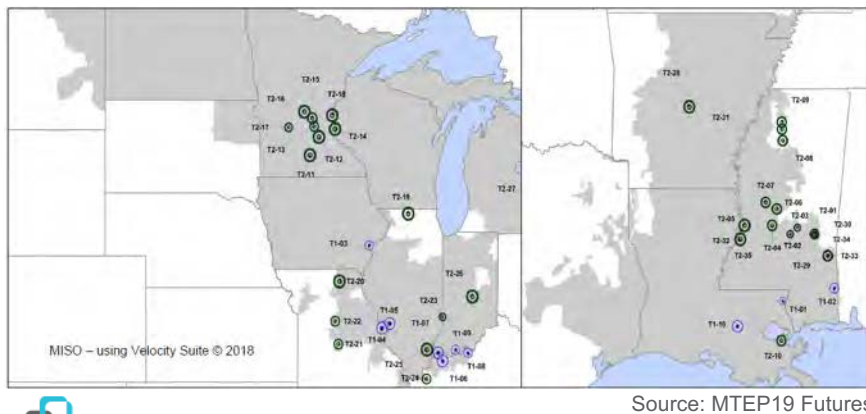 T2-15
T2-16
T2-18
T2-17
T2-14
T2-13
T2-12
T2-11
T2-27
T2-19
T1-03
T2-26
T2-20
T2-23
T1-05
T1-07
T2-22
T1-09
T1-04
T2-21
T2-25
T1-08
T2-24
T1-06
MISO – using Velocity Suite © 2018
T2-28
T2-09
T2-31
T2-08
T2-07
T2-06
T2-03
T2-01
T2-05
T2-30
T2-32
T2-04
T2-02
T2-34
T2-35
T2-33
T2-29
T1-02
T1-01
T1-10
T2-10
Source: MTEP19 Futures